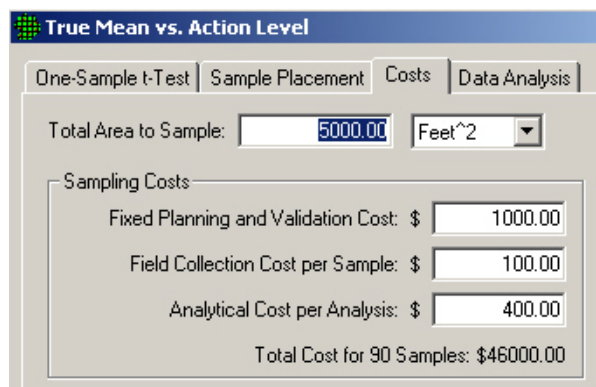 True Mean vs. Action Level
One-Sample t-Test Sample Placement Costs Data Analysis
Total Area to Sample: 5000.00 Feet^2
Sampling Costs
Fixed Planning and Validation Cost: $ 1000.00
Field Collection Cost per Sample: $ 100.00
Analytical Cost per Analysis: $ 400.00
Total Cost for 90 Samples: $46000.00